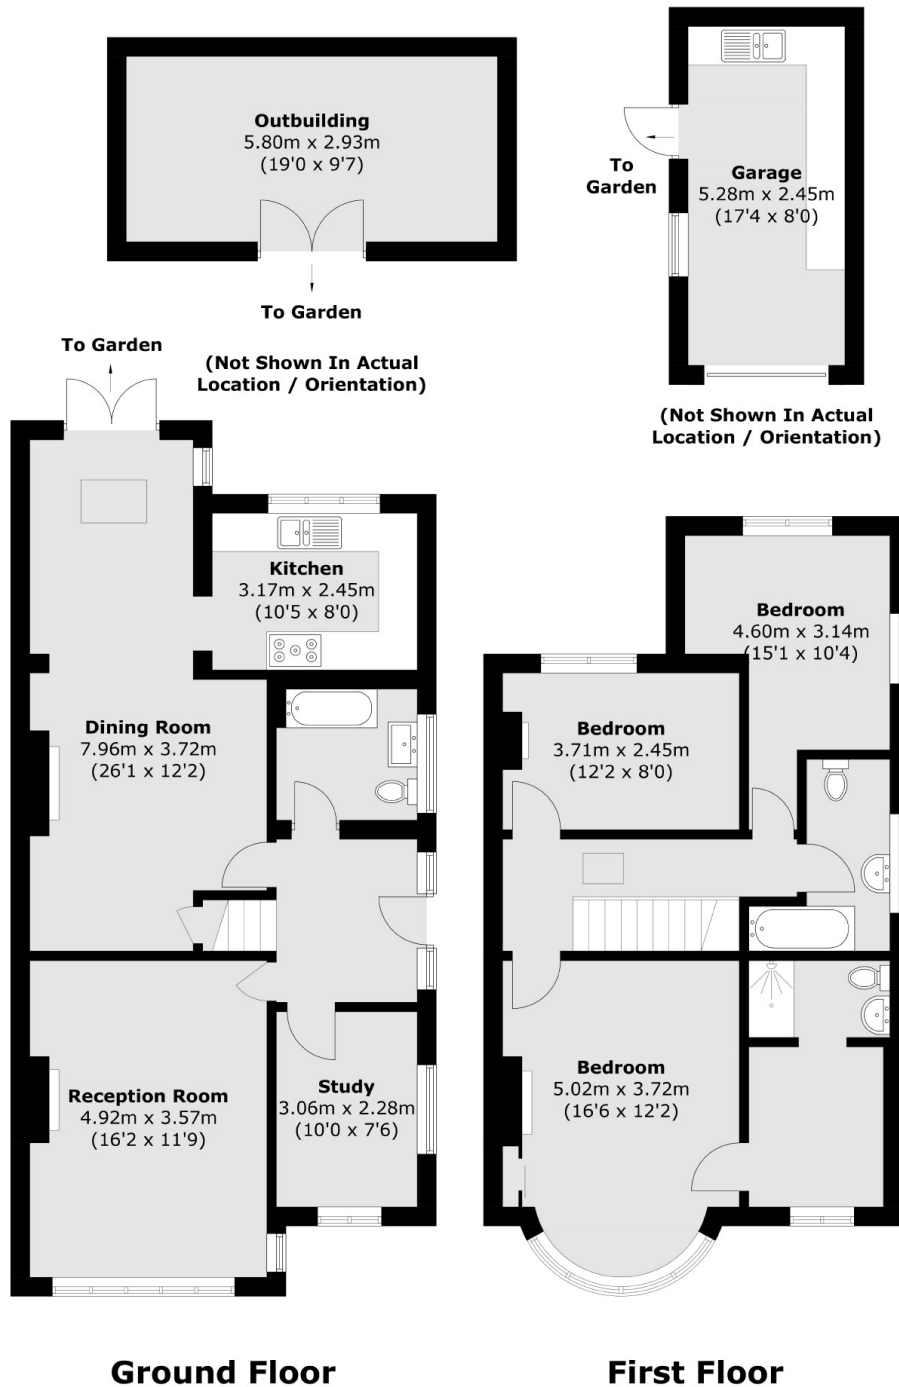 Outbuilding
5.80m x 2.93m
(19'0 x 9'7)
To Garden
(Not Shown In Actual
Location / Orientation)
To
Garden
Garage
5.28m x 2.45m
(17'4 x 8'0)
(Not Shown In Actual
Location / Orientation)
To Garden
Kitchen
3.17m x 2.45m
(10'5 x 8'0)
Dining Room
7.96m x 3.72m
(26'1 x 12'2)
Reception Room
4.92m x 3.57m
(16'2 x 11'9)
Study
3.06m x 2.28m
(10'0 x 7'6)
Ground Floor
Bedroom
4.60m x 3.14m
(15'1 x 10'4)
Bedroom
3.71m x 2.45m
(12'2 x 8'0)
Bedroom
5.02m x 3.72m
(16'6 x 12'2)
First Floor